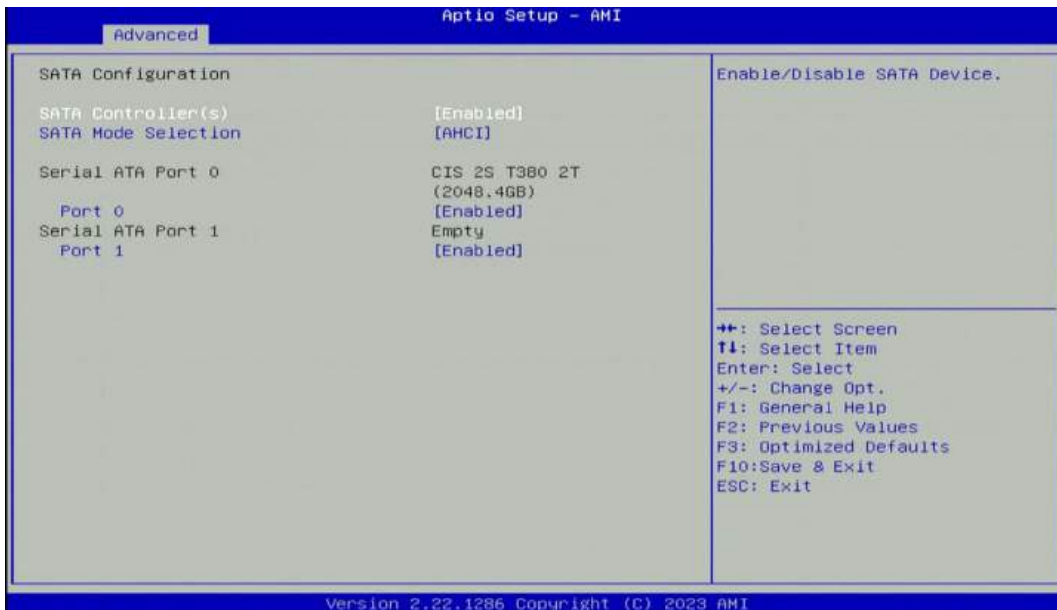 Aptio Setup - AMI
Advanced
SATA Configuration
SATA Controller(s) [Enabled]
SATA Mode Selection [AHCI]
Serial ATA Port 0 CIS 2S T380 2T
(2048.4GB)
Port 0 [Enabled]
Serial ATA Port 1 Empty
Port 1 [Enabled]
Enable/Disable SATA Device.
→←: Select Screen
↑↓: Select Item
Enter: Select
+/-: Change Opt.
F1: General Help
F2: Previous Values
F3: Optimized Defaults
F10:Save & Exit
ESC: Exit
Version 2.22.1286 Copyright (C) 2023 AMI